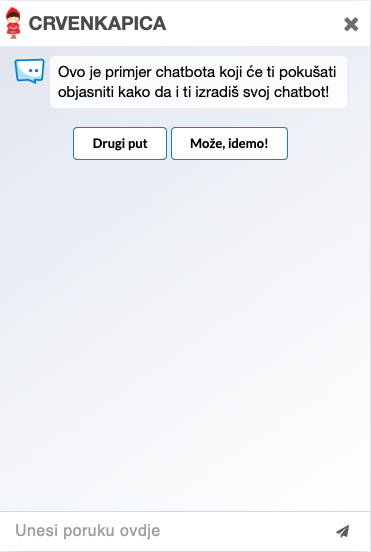 CRVENKAPICA
Ovo je primjer chatbota koji će ti pokušati
objasniti kako da i ti izradiš svoj chatbot!
Drugi put
Može, idemo!
Unesi poruku ovdje